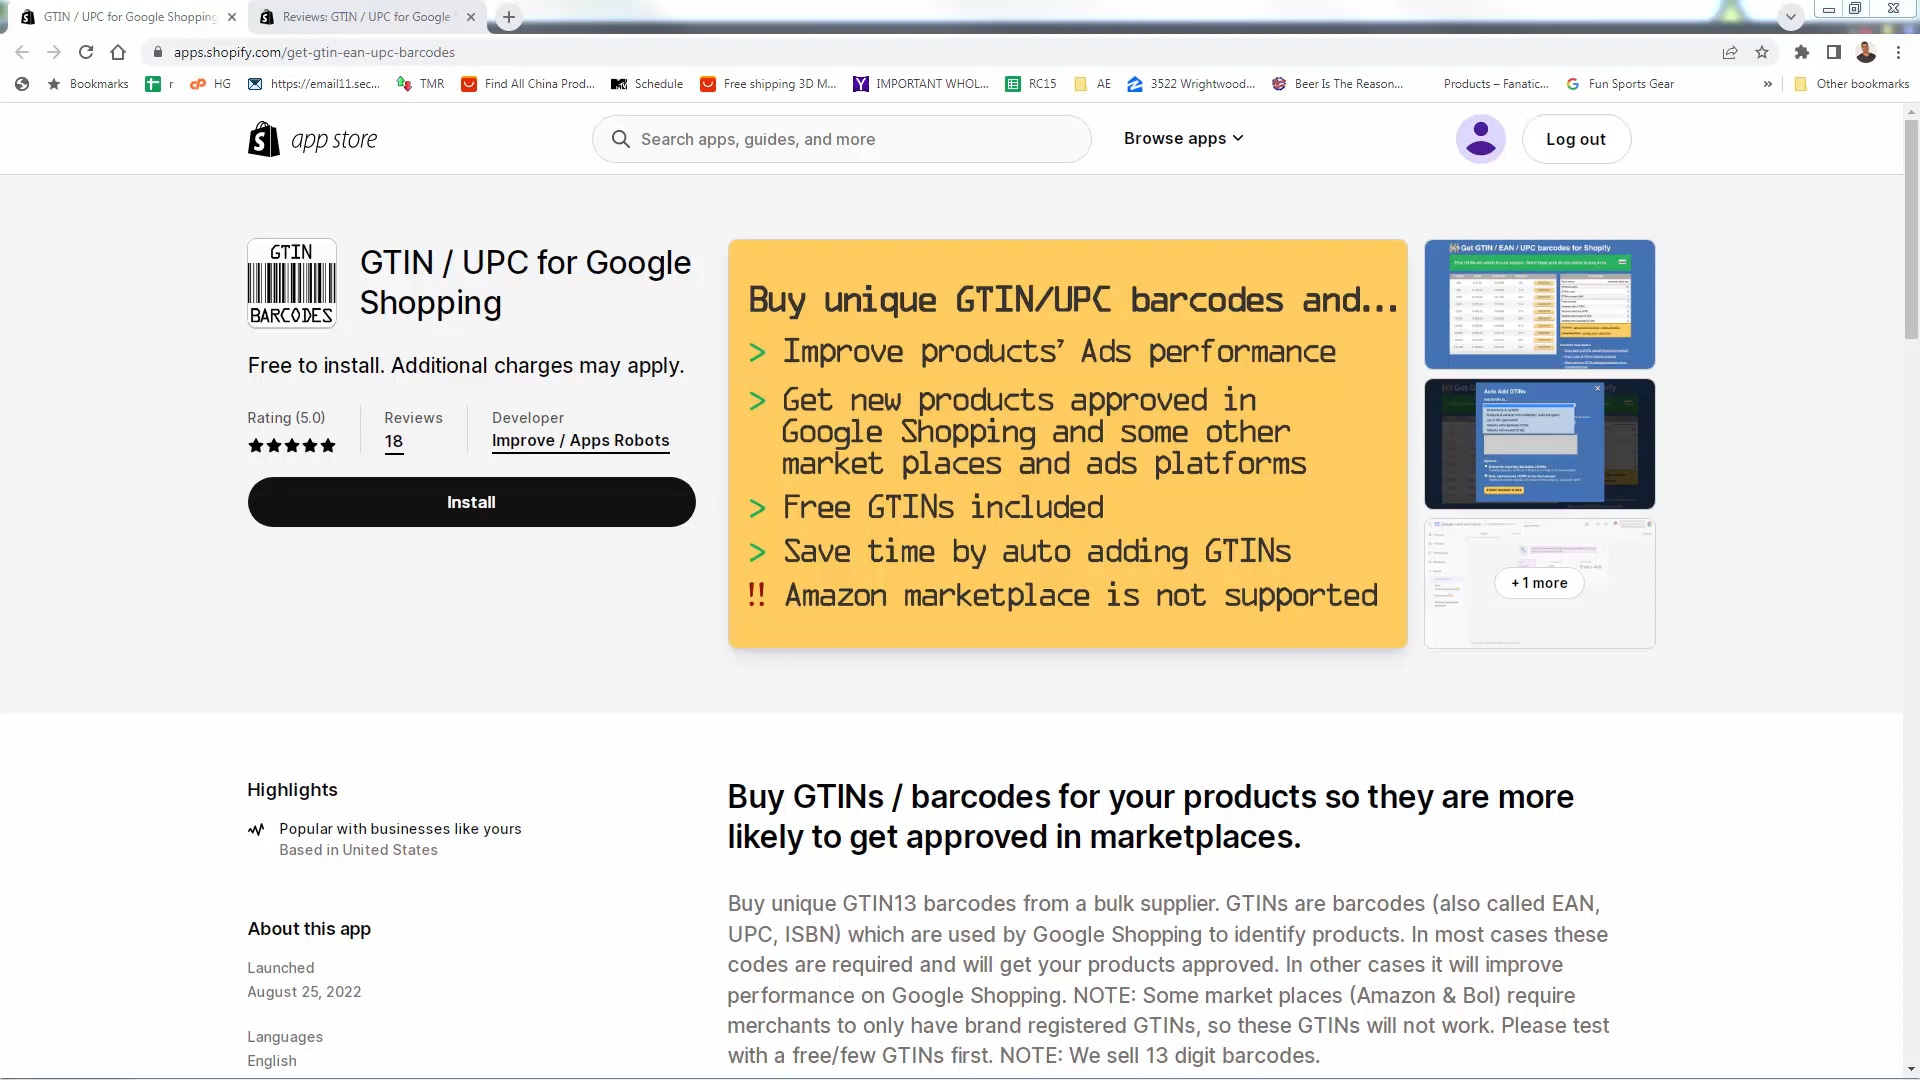 GTIN / UPC for Google Shopping
Reviews: GTIN / UPC for Google
apps.shopify.com/get-gtin-ean-upc-barcodes
Bookmarks
r
HG
https://email11.sec...
TMR
Find All China Prod...
Schedule
Free shipping 3D M...
IMPORTANT WHOL...
RC15
AE
3522 Wrightwood...
Beer Is The Reason...
Products – Fanatic...
Fun Sports Gear
»
Other bookmarks
app store
Search apps, guides, and more
Browse apps
Log out
GTIN
BARCODES
GTIN / UPC for Google
Shopping
Free to install. Additional charges may apply.
Rating (5.0)
Reviews
18
Developer
Improve / Apps Robots
Install
Buy unique GTIN/UPC barcodes and...
> Improve products’ Ads performance
> Get new products approved in
Google Shopping and some other
market places and ads platforms
> Free GTINs included
> Save time by auto adding GTINs
!! Amazon marketplace is not supported
Get GTIN / EAN / UPC barcodes for Shopify
Auto Add GTINs
+ 1 more
Highlights
Popular with businesses like yours
Based in United States
About this app
Launched
August 25, 2022
Languages
English
Buy GTINs / barcodes for your products so they are more
likely to get approved in marketplaces.
Buy unique GTIN13 barcodes from a bulk supplier. GTINs are barcodes (also called EAN,
UPC, ISBN) which are used by Google Shopping to identify products. In most cases these
codes are required and will get your products approved. In other cases it will improve
performance on Google Shopping. NOTE: Some market places (Amazon & Bol) require
merchants to only have brand registered GTINs, so these GTINs will not work. Please test
with a free/few GTINs first. NOTE: We sell 13 digit barcodes.